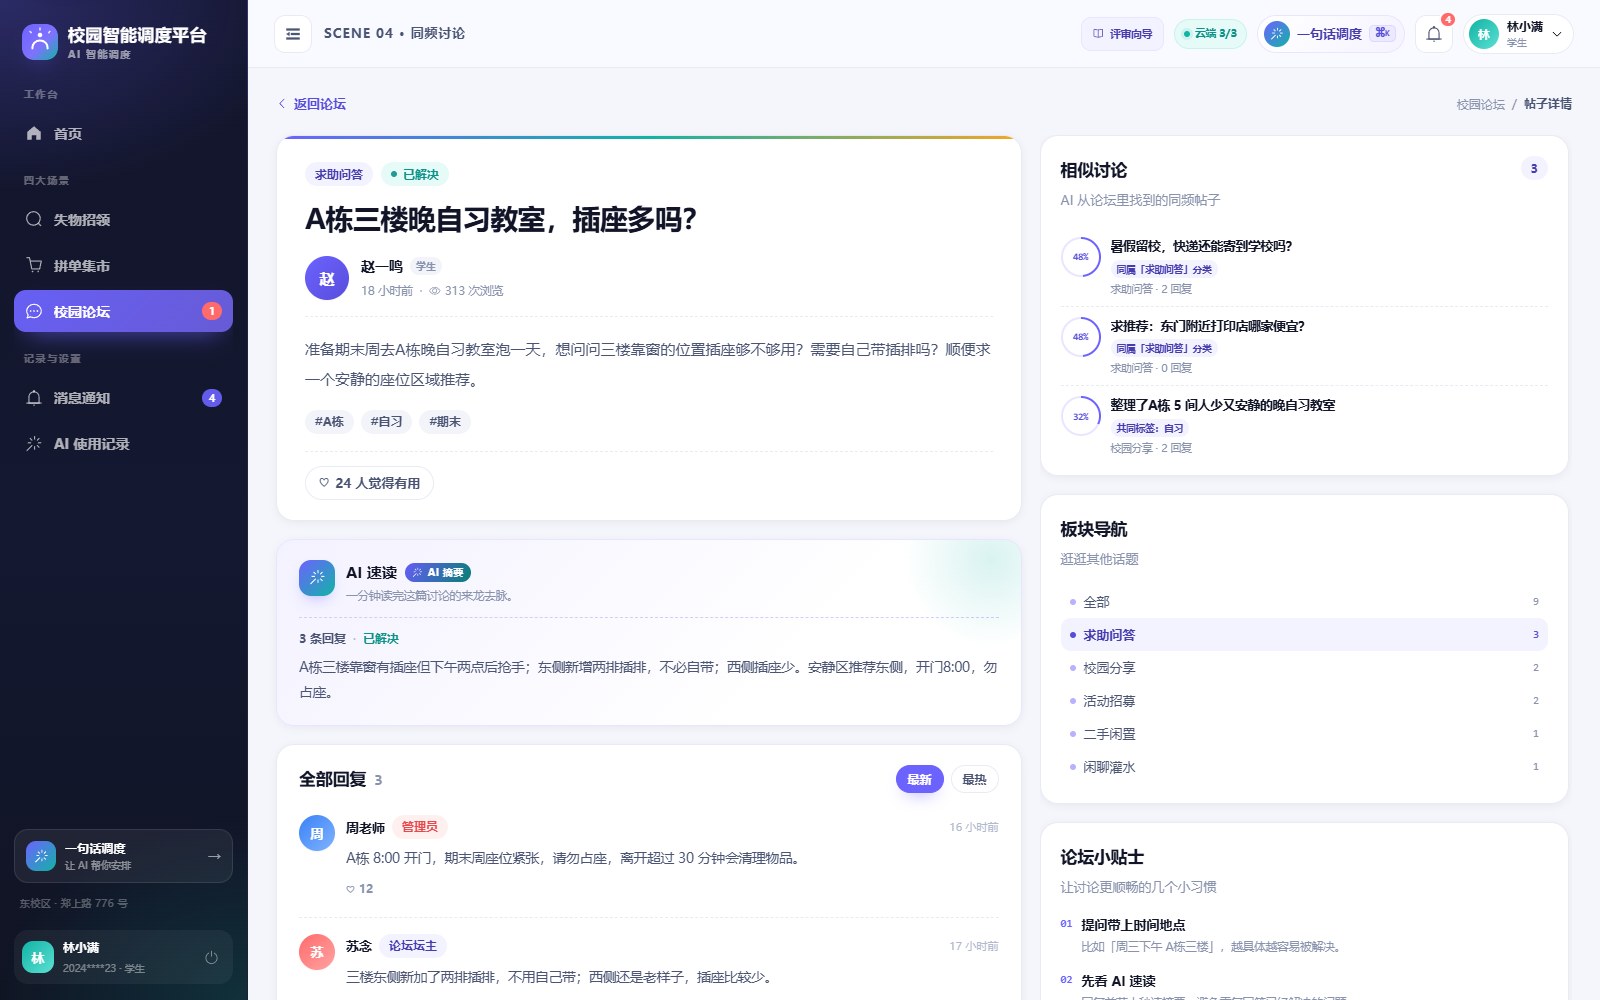 校园智能调度平台
AI 智能调度
工作台
首页
四大场景
失物招领
拼单集市
校园论坛
1
记录与设置
消息通知
4
AI 使用记录
一句话调度
让 AI 帮你安排
→
东校区 · 郑上路 776 号
林
林小满
2024****23 · 学生
SCENE 04 • 同频讨论
评审向导
云端 3/3
一句话调度
⌘K
4
林
林小满
学生
返回论坛
校园论坛 / 帖子详情
求助问答
已解决
A栋三楼晚自习教室，插座多吗？
赵
赵一鸣
学生
18 小时前 · 313 次浏览
准备期末周去A栋晚自习教室泡一天，想问问三楼靠窗的位置插座够不够用？需要自己带插排吗？顺便求
一个安静的座位区域推荐。
#A栋
#自习
#期末
24 人觉得有用
AI 速读
AI 摘要
一分钟读完这篇讨论的来龙去脉。
3 条回复 · 已解决
A栋三楼靠窗有插座但下午两点后抢手；东侧新增两排插排，不必自带；西侧插座少。安静区推荐东侧，开门8:00，勿
占座。
全部回复 3
最新
最热
周
周老师
管理员
16 小时前
A栋 8:00 开门，期末周座位紧张，请勿占座，离开超过 30 分钟会清理物品。
12
苏
苏念
论坛坛主
17 小时前
三楼东侧新加了两排插排，不用自己带；西侧还是老样子，插座比较少。
相似讨论
3
AI 从论坛里找到的同频帖子
48%
暑假留校，快递还能寄到学校吗？
同属「求助问答」分类
求助问答 · 2 回复
48%
求推荐：东门附近打印店哪家便宜？
同属「求助问答」分类
求助问答 · 0 回复
32%
整理了A栋 5 间人少又安静的晚自习教室
共同标签：自习
校园分享 · 2 回复
板块导航
逛逛其他话题
全部
9
求助问答
3
校园分享
2
活动招募
2
二手闲置
1
闲聊灌水
1
论坛小贴士
让讨论更顺畅的几个小习惯
01
提问带上时间地点
比如「周三下午 A栋三楼」，越具体越容易被解决。
02
先看 AI 速读